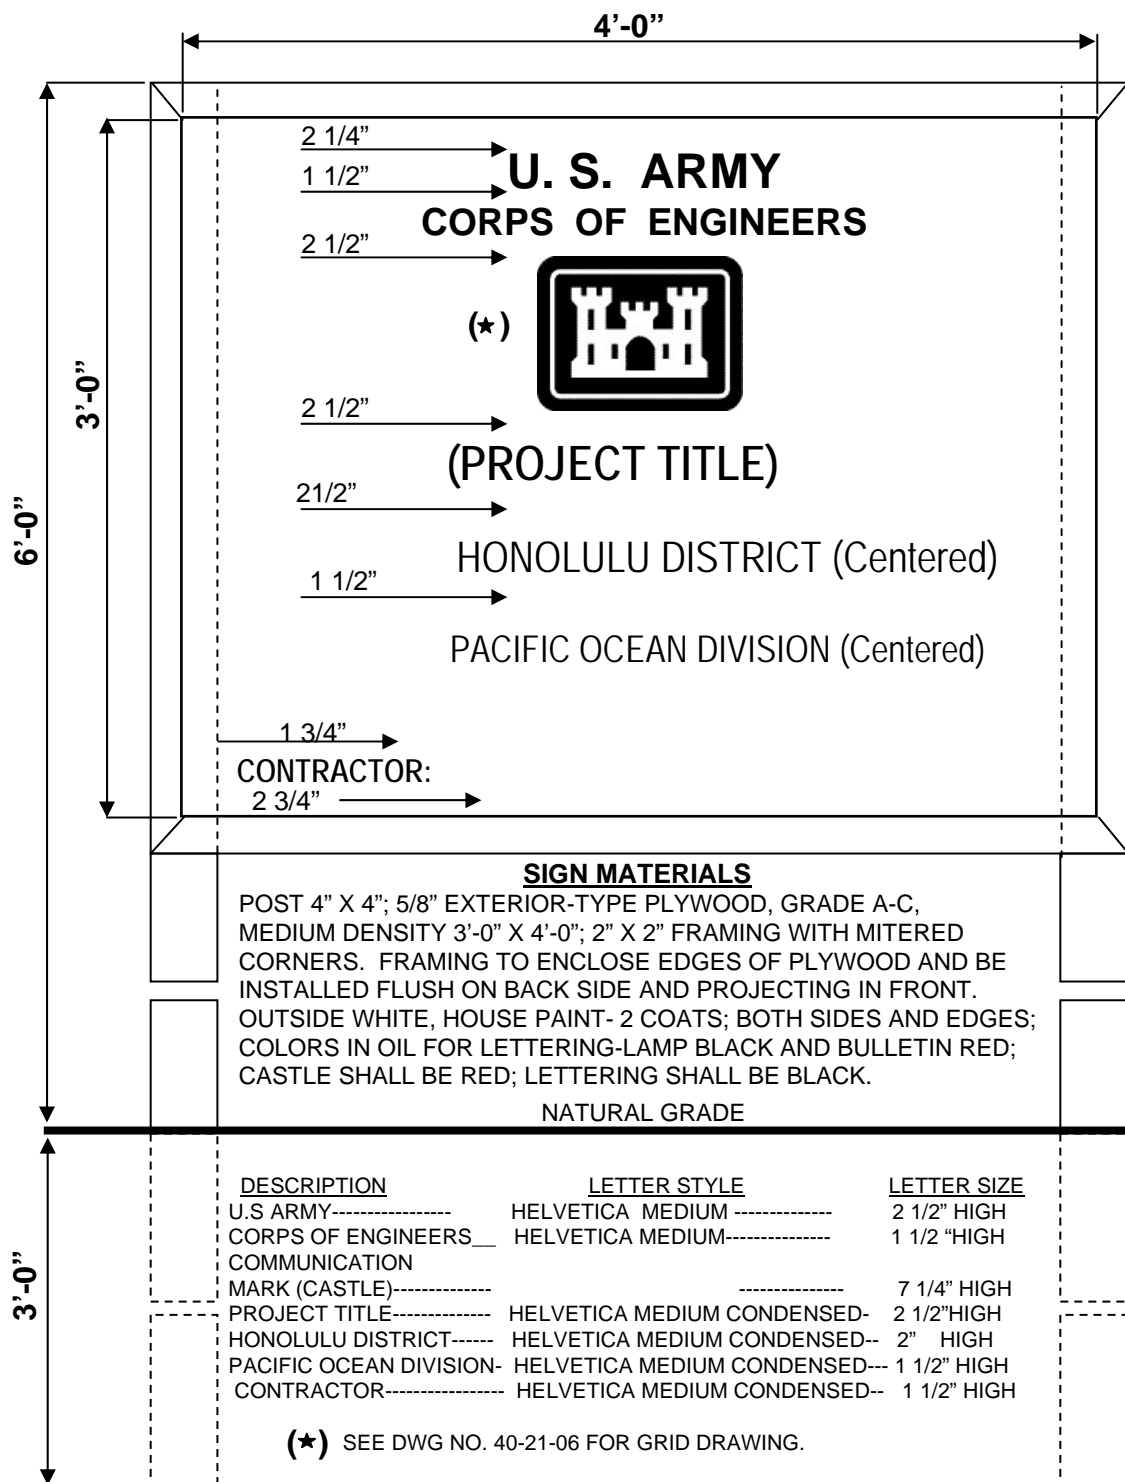 4’-0”
2 1/4”
U. S. ARMY
1 1/2”
CORPS OF ENGINEERS
2 1/2”
(★)
3’-0”
2 1/2”
(PROJECT TITLE)
21/2”
6’-0”
HONOLULU DISTRICT (Centered)
1 1/2”
PACIFIC OCEAN DIVISION (Centered)
1 3/4”
CONTRACTOR:
2 3/4”
SIGN MATERIALS
POST 4” X 4”; 5/8” EXTERIOR-TYPE PLYWOOD, GRADE A-C,
MEDIUM DENSITY 3’-0” X 4’-0”; 2” X 2” FRAMING WITH MITERED
CORNERS. FRAMING TO ENCLOSE EDGES OF PLYWOOD AND BE
INSTALLED FLUSH ON BACK SIDE AND PROJECTING IN FRONT.
OUTSIDE WHITE, HOUSE PAINT- 2 COATS; BOTH SIDES AND EDGES;
COLORS IN OIL FOR LETTERING-LAMP BLACK AND BULLETIN RED;
CASTLE SHALL BE RED; LETTERING SHALL BE BLACK.
NATURAL GRADE
3’-0”
DESCRIPTION LETTER STYLE LETTER SIZE
U.S ARMY----------------- HELVETICA MEDIUM -------------- 2 1/2” HIGH
CORPS OF ENGINEERS__ HELVETICA MEDIUM--------------- 1 1/2 “HIGH
COMMUNICATION
MARK (CASTLE)-------------- --------------- 7 1/4” HIGH
PROJECT TITLE-------------- HELVETICA MEDIUM CONDENSED- 2 1/2”HIGH
HONOLULU DISTRICT------ HELVETICA MEDIUM CONDENSED-- 2” HIGH
PACIFIC OCEAN DIVISION- HELVETICA MEDIUM CONDENSED--- 1 1/2” HIGH
CONTRACTOR----------------- HELVETICA MEDIUM CONDENSED-- 1 1/2” HIGH
(★) SEE DWG NO. 40-21-06 FOR GRID DRAWING.